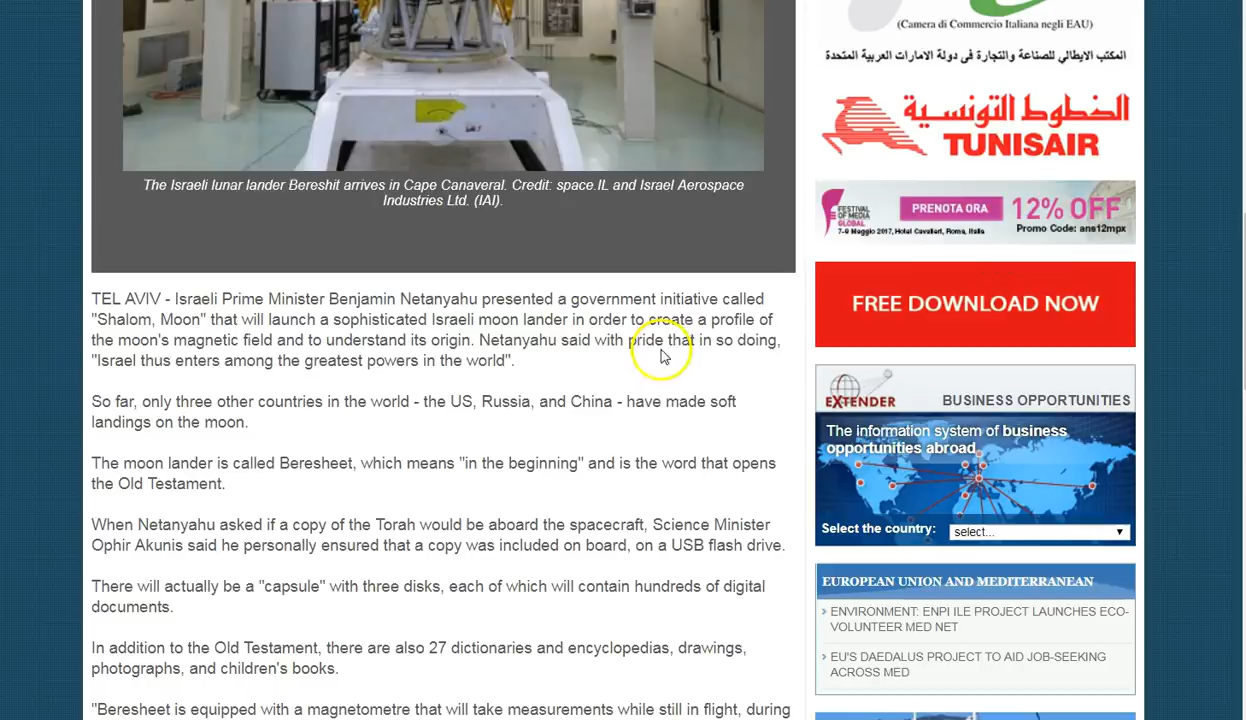 The Israeli lunar lander Bereshit arrives in Cape Canaveral. Credit: space.IL and Israel Aerospace
Industries Ltd. (IAI).
TEL AVIV - Israeli Prime Minister Benjamin Netanyahu presented a government initiative called
"Shalom, Moon" that will launch a sophisticated Israeli moon lander in order to create a profile of
the moon's magnetic field and to understand its origin. Netanyahu said with pride that in so doing,
"Israel thus enters among the greatest powers in the world".
So far, only three other countries in the world - the US, Russia, and China - have made soft
landings on the moon.
The moon lander is called Beresheet, which means "in the beginning" and is the word that opens
the Old Testament.
When Netanyahu asked if a copy of the Torah would be aboard the spacecraft, Science Minister
Ophir Akunis said he personally ensured that a copy was included on board, on a USB flash drive.
There will actually be a "capsule" with three disks, each of which will contain hundreds of digital
documents.
In addition to the Old Testament, there are also 27 dictionaries and encyclopedias, drawings,
photographs, and children's books.
"Beresheet is equipped with a magnetometre that will take measurements while still in flight, during
(Camera di Commercio Italiana negli EAU)
المكتب الايطالي للصناعة والتجارة فى دولة الامارات العربية المتحدة
الخطوط التونسية
TUNISAIR
FESTIVAL
OF MEDIA
GLOBAL
PRENOTA ORA
12% OFF
7-9 Maggio 2017, Hotel Cavalieri, Roma, Italia
Promo Code: ans12mpx
FREE DOWNLOAD NOW
EXTENDER
BUSINESS OPPORTUNITIES
The information system of business
opportunities abroad
Select the country: select...
EUROPEAN UNION AND MEDITERRANEAN
ENVIRONMENT: ENPI ILE PROJECT LAUNCHES ECO-
VOLUNTEER MED NET
EU'S DAEDALUS PROJECT TO AID JOB-SEEKING
ACROSS MED